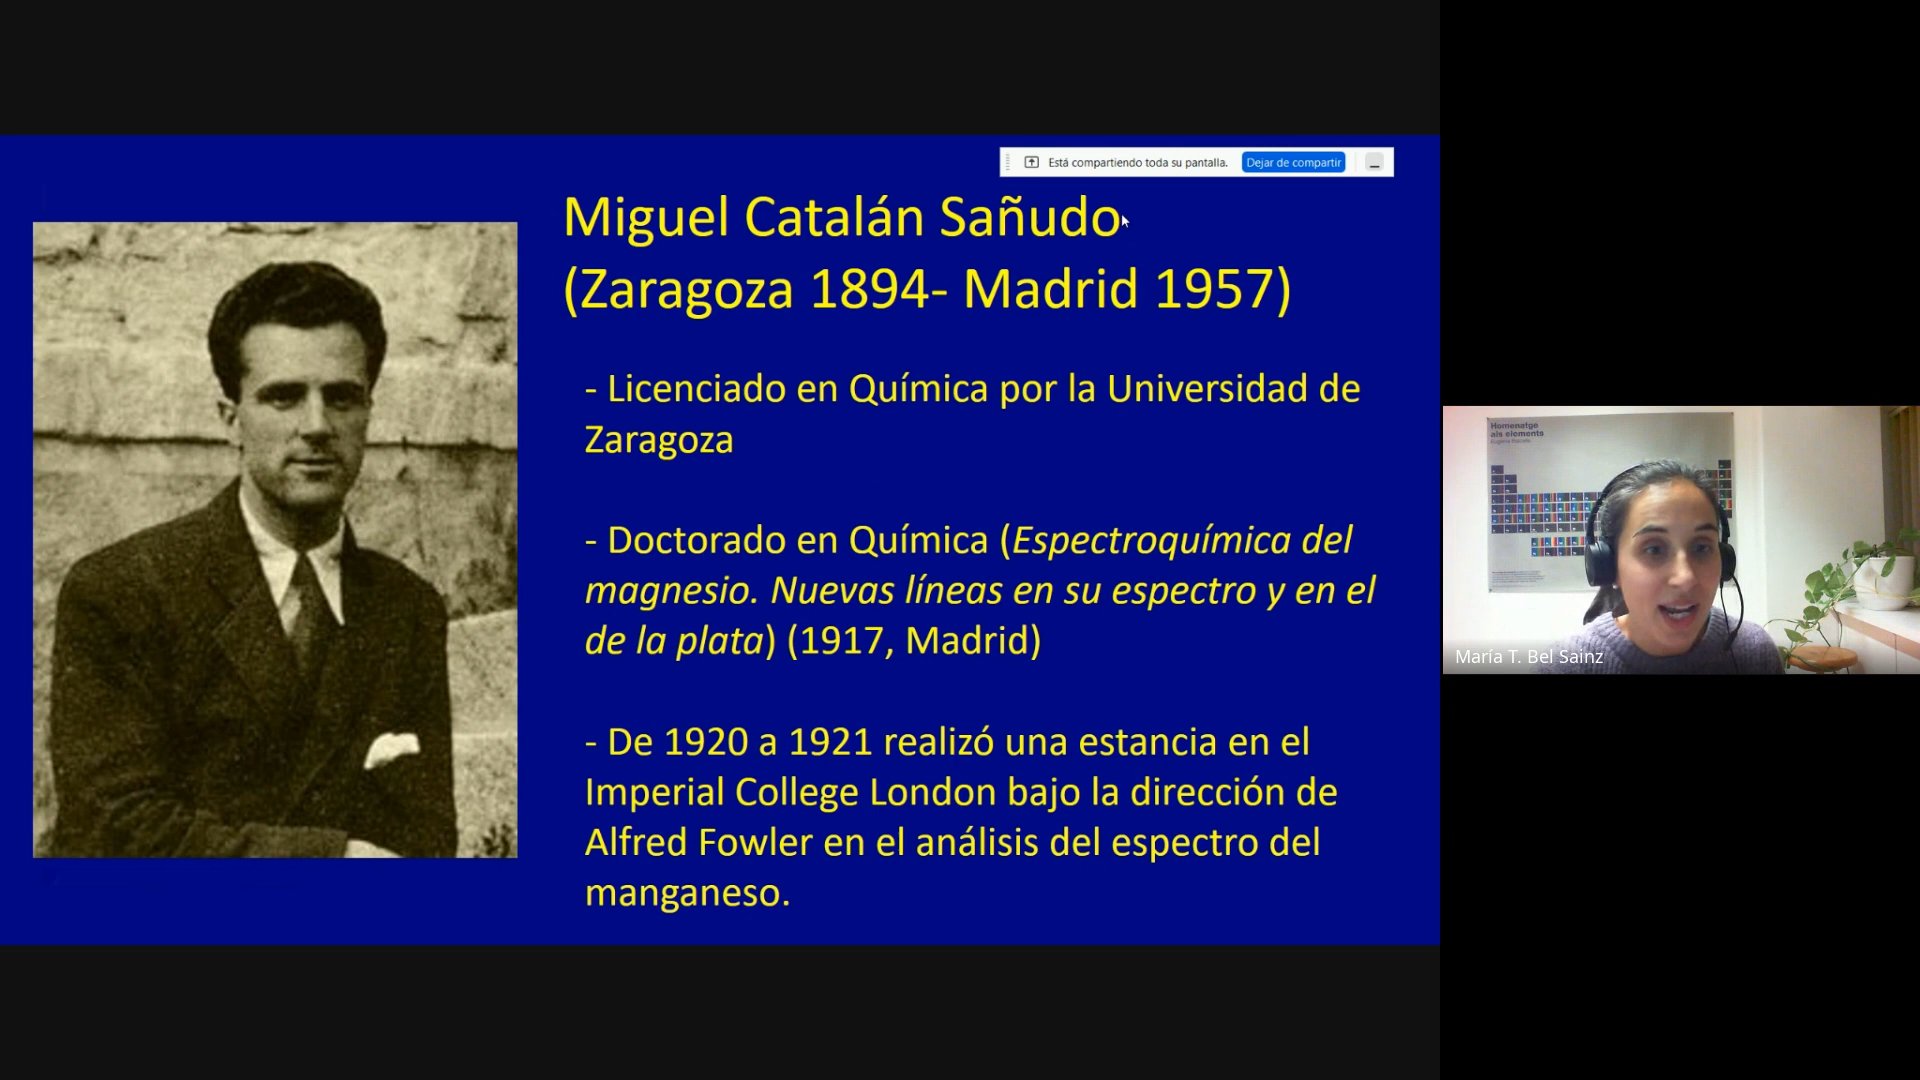 Está compartiendo toda su pantalla. Dejar de compartir
Miguel Catalán Sañudo
(Zaragoza 1894- Madrid 1957)
- Licenciado en Química por la Universidad de
Zaragoza
- Doctorado en Química (Espectroquímica del
magnesio. Nuevas líneas en su espectro y en el
de la plata) (1917, Madrid)
- De 1920 a 1921 realizó una estancia en el
Imperial College London bajo la dirección de
Alfred Fowler en el análisis del espectro del
manganeso.
Homenatge
als elements
María T. Bel Sainz